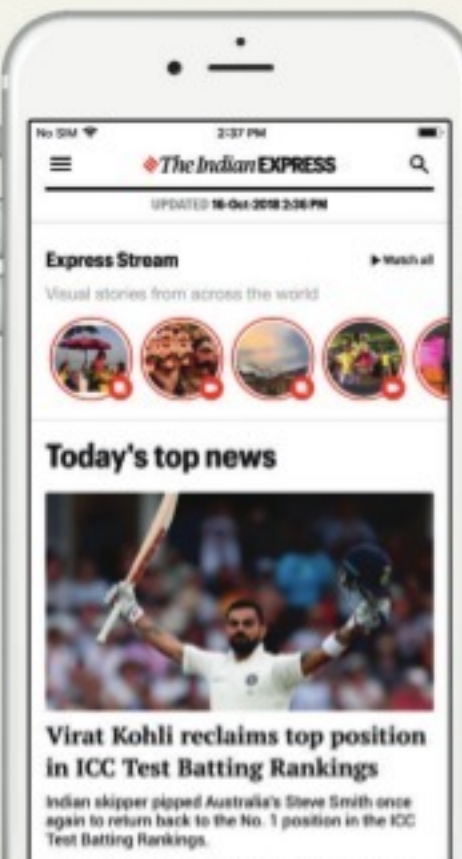 No SIM 2:37 PM
The Indian EXPRESS
UPDATED 16-Oct-2018 2:36 PM
Express Stream Watch all
Visual stories from across the world
Today's top news
Virat Kohli reclaims top position
in ICC Test Batting Rankings
Indian skipper pipped Australia's Steve Smith once
again to return back to the No. 1 position in the ICC
Test Batting Rankings.